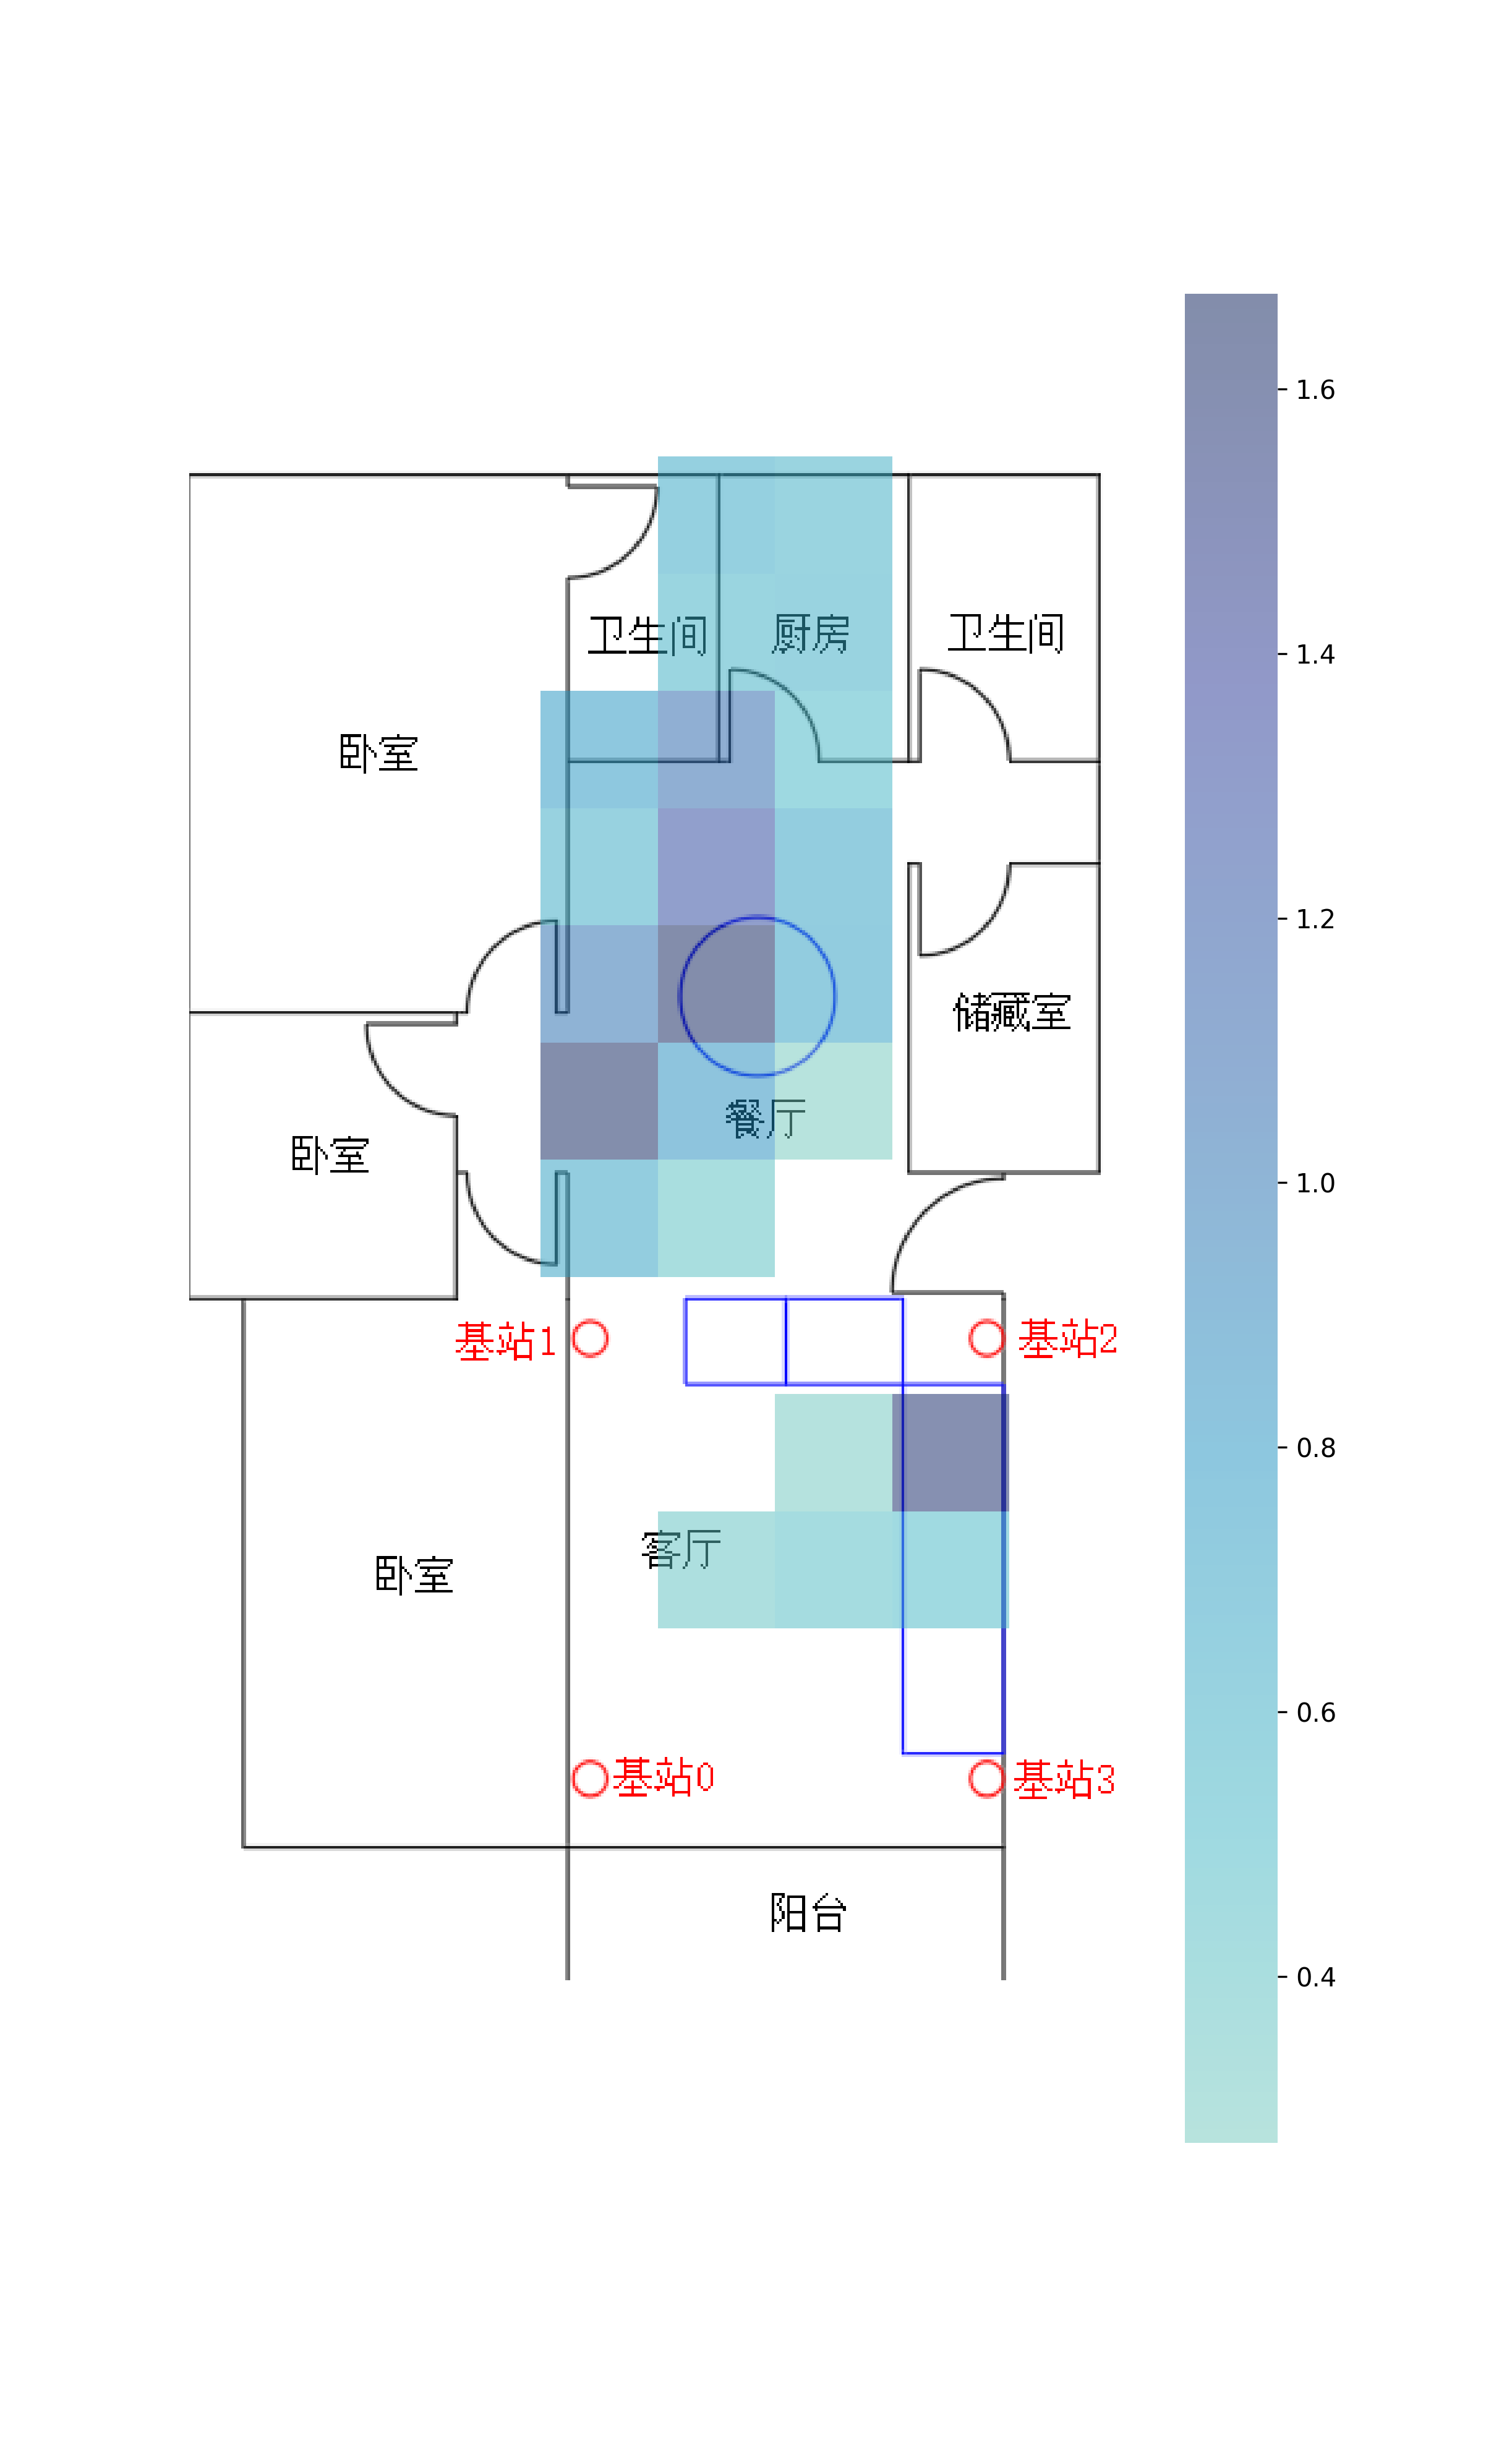 1.6
卫生间 厨房 卫生间
1.4
卧室
1.2
储藏室
餐厅
卧室
1.0
基站1 基站2
0.8
客厅
卧室
0.6
基站0 基站3
阳台
0.4